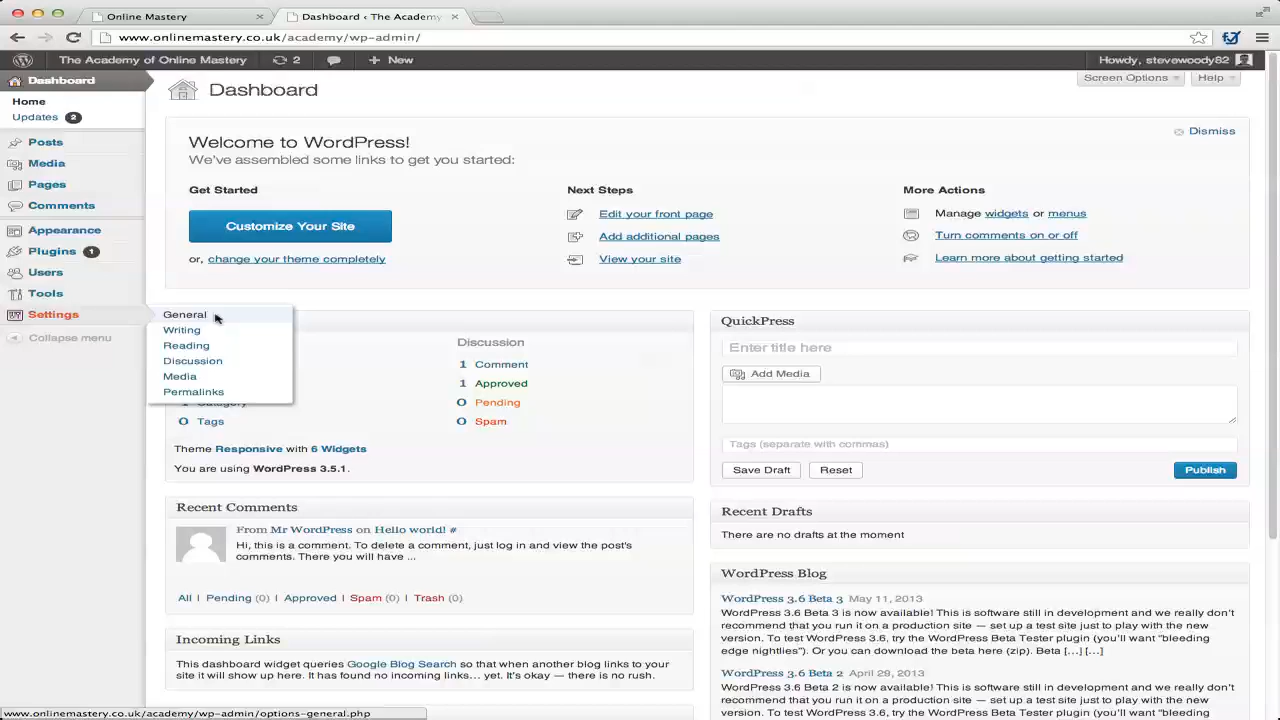 Online Mastery
Dashboard ‹ The Academy
www.onlinemastery.co.uk/academy/wp-admin/
The Academy of Online Mastery
2
New
Howdy, stevewoody82
Dashboard
Home
Updates 2
Posts
Media
Pages
Comments
Appearance
Plugins 1
Users
Tools
Settings
Collapse menu
General
Writing
Reading
Discussion
Media
Permalinks
Dashboard
Screen Options
Help
Welcome to WordPress!
We've assembled some links to get you started:
Dismiss
Get Started
Customize Your Site
or, change your theme completely
Next Steps
Edit your front page
Add additional pages
View your site
More Actions
Manage widgets or menus
Turn comments on or off
Learn more about getting started
Discussion
1 Comment
1 Approved
1 Category
0 Pending
0 Tags
0 Spam
Theme Responsive with 6 Widgets
You are using WordPress 3.5.1.
Recent Comments
From Mr WordPress on Hello world! #
Hi, this is a comment. To delete a comment, just log in and view the post's
comments. There you will have ...
All | Pending (0) | Approved | Spam (0) | Trash (0)
Incoming Links
This dashboard widget queries Google Blog Search so that when another blog links to your
site it will show up here. It has found no incoming links… yet. It's okay — there is no rush.
QuickPress
Enter title here
Add Media
Tags (separate with commas)
Save Draft
Reset
Publish
Recent Drafts
There are no drafts at the moment
WordPress Blog
WordPress 3.6 Beta 3 May 11, 2013
WordPress 3.6 Beta 3 is now available! This is software still in development and we really don't
recommend that you run it on a production site — set up a test site just to play with the new
version. To test WordPress 3.6, try the WordPress Beta Tester plugin (you'll want "bleeding
edge nightlies"). Or you can download the beta here (zip). Beta [...] [...]
WordPress 3.6 Beta 2 April 29, 2013
WordPress 3.6 Beta 2 is now available! This is software still in development and we really don't
recommend that you run it on a production site — set up a test site just to play with the new
version. To test WordPress 3.6, try the WordPress Beta Tester plugin (you'll want "bleeding
www.onlinemastery.co.uk/academy/wp-admin/options-general.php